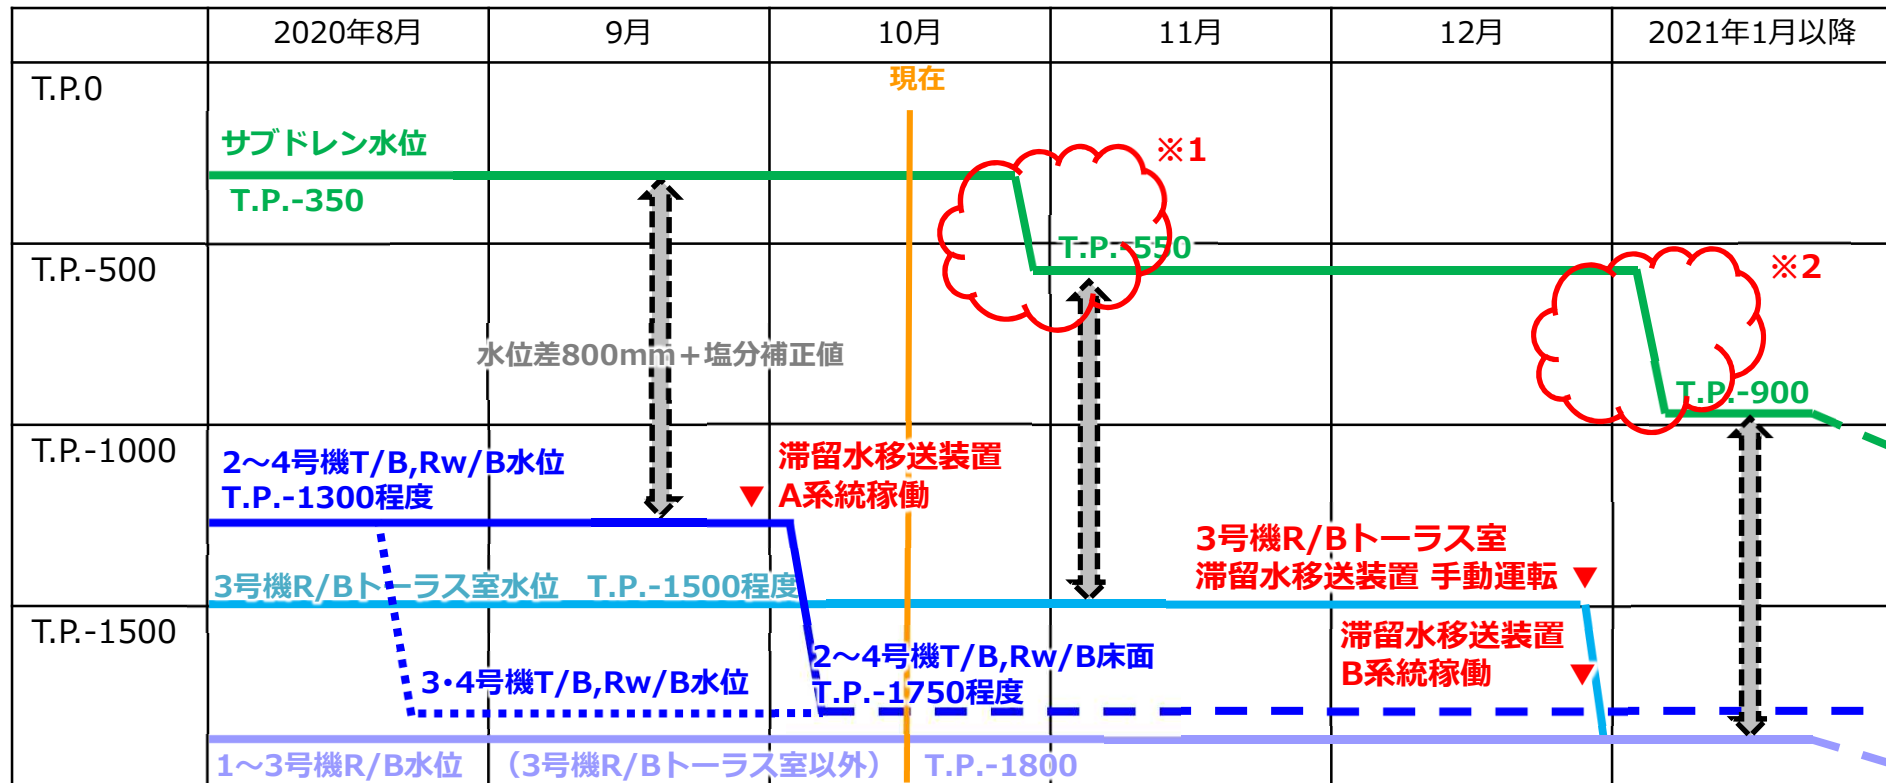 2020年8月
9月
10月
11月
12月
2021年1月以降
T.P.0
現在
サブドレン水位
※1
T.P.-350
T.P.-500
T.P.-550
※2
水位差800mm＋塩分補正値
T.P.-900
T.P.-1000
2～4号機T/B,Rw/B水位
T.P.-1300程度
滞留水移送装置
▼ A系統稼働
3号機R/Bトーラス室
滞留水移送装置 手動運転 ▼
3号機R/Bトーラス室水位　T.P.-1500程度
T.P.-1500
滞留水移送装置
B系統稼働 ▼
2～4号機T/B,Rw/B床面
T.P.-1750程度
3・4号機T/B,Rw/B水位
1～3号機R/B水位　（3号機R/Bトーラス室以外）　T.P.-1800